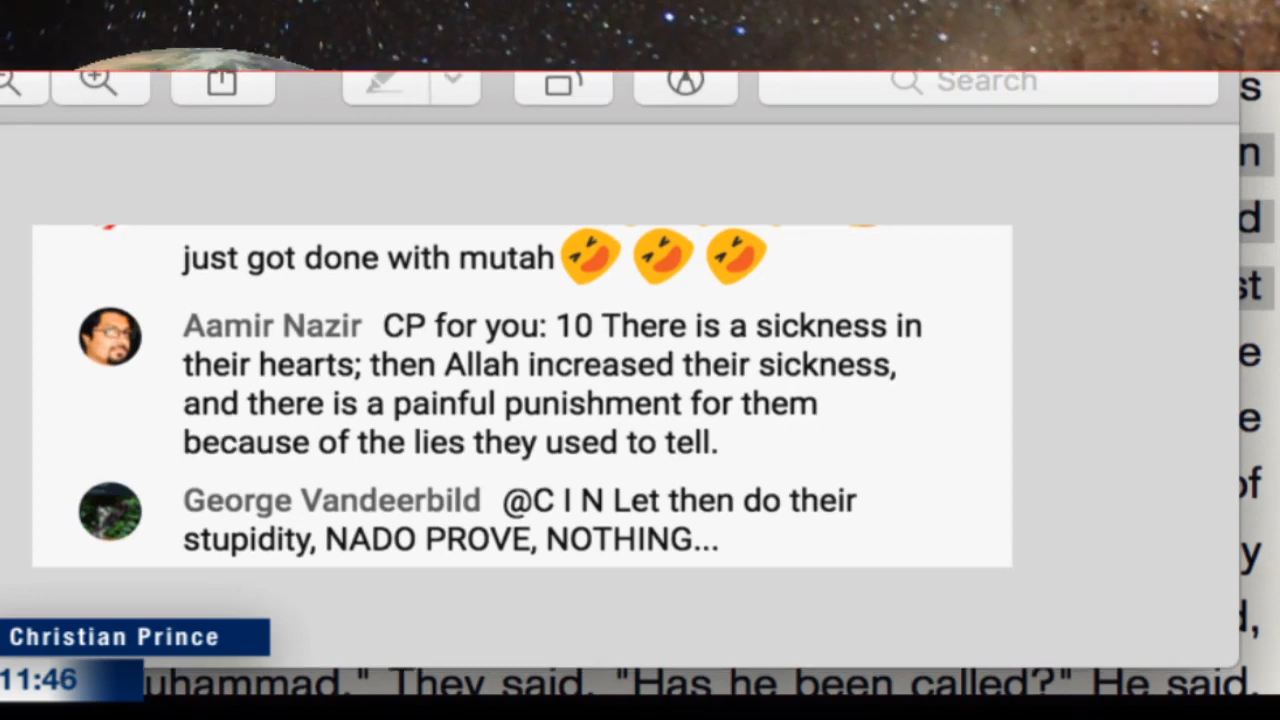 Search
s
n
d
just got done with mutah
st
Aamir Nazir CP for you: 10 There is a sickness in
their hearts; then Allah increased their sickness,
e
and there is a painful punishment for them
e
because of the lies they used to tell.
of
George Vandeerbild @C I N Let then do their
stupidity, NADO PROVE, NOTHING...
y
d,
Christian Prince
11:46
uhammad." They said, "Has he been called?" He said,